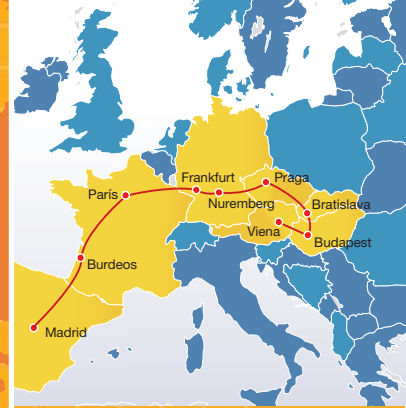 Frankfurt
Praga
París
Nuremberg
Bratislava
Viena
Budapest
Burdeos
Madrid